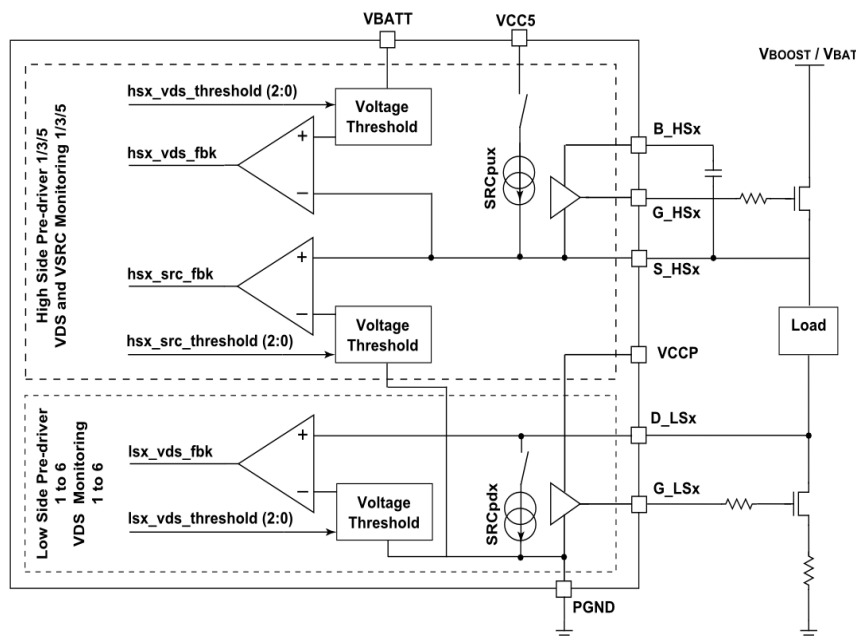 VBATT
VCC5
VBOOST / VBAT
High Side Pre-driver 1/3/5
VDS and VSRC Monitoring 1/3/5
hsx_vds_threshold (2:0)
Voltage
Threshold
+
hsx_vds_fbk
−
SRCpux
B_HSx
G_HSx
S_HSx
+
hsx_src_fbk
−
Voltage
Threshold
hsx_src_threshold (2:0)
Load
VCCP
Low Side Pre-driver
1 to 6
VDS Monitoring
1 to 6
+
lsx_vds_fbk
−
Voltage
Threshold
lsx_vds_threshold (2:0)
SRCpdx
D_LSx
G_LSx
PGND